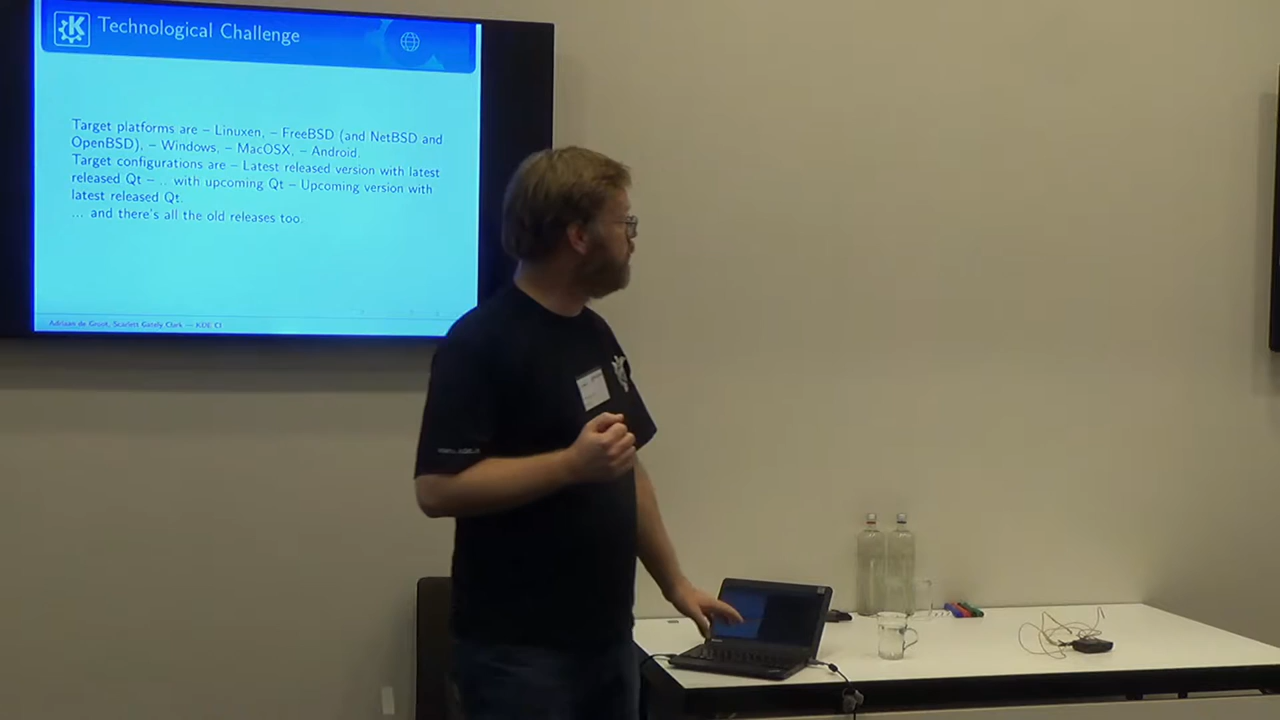 K
Technological Challenge
Target platforms are – Linuxen, – FreeBSD (and NetBSD and
OpenBSD), – Windows, – MacOSX, – Android.
Target configurations are – Latest released version with latest
released Qt – ... with upcoming Qt – Upcoming version with
latest released Qt.
... and there's all the old releases too.
Adriaan de Groot, Scarlett Gately Clark — KDE CI